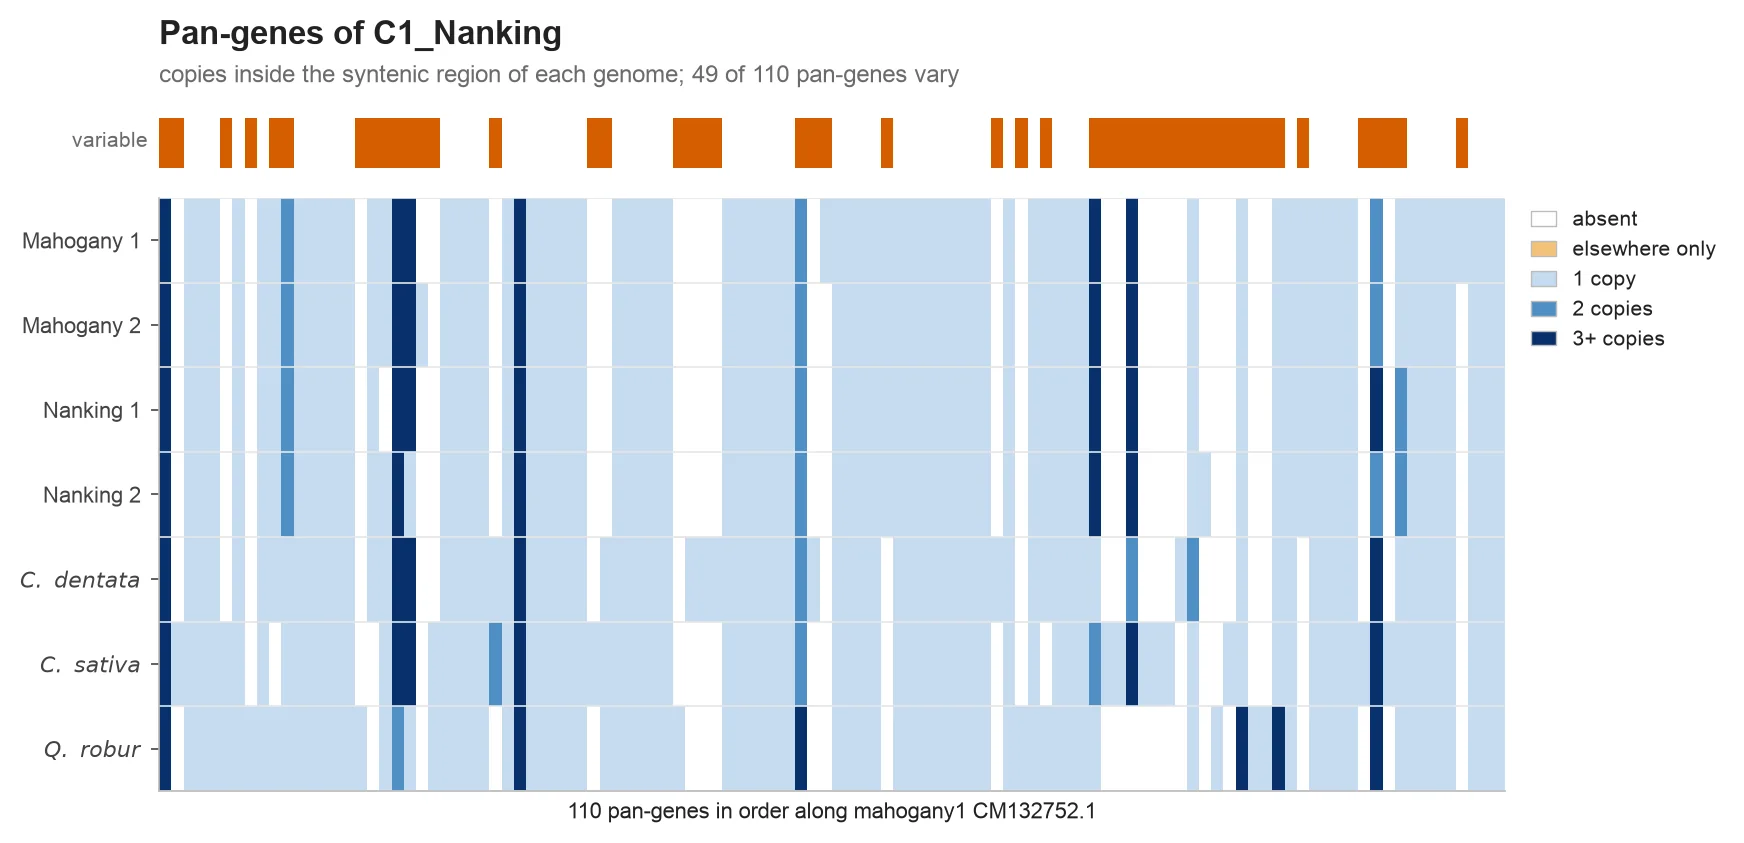 Pan-genes of C1_Nanking
copies inside the syntenic region of each genome; 49 of 110 pan-genes vary
variable
Mahogany 1
Mahogany 2
Nanking 1
Nanking 2
C. dentata
C. sativa
Q. robur
absent
elsewhere only
1 copy
2 copies
3+ copies
110 pan-genes in order along mahogany1 CM132752.1